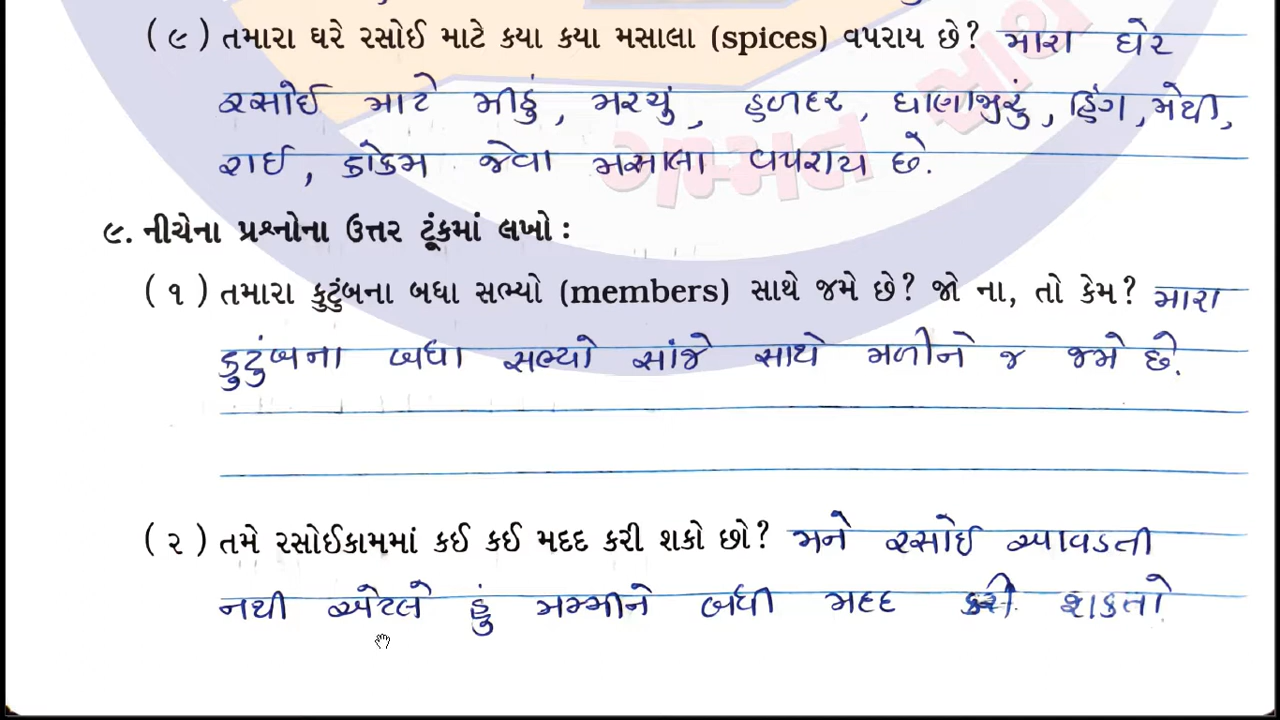 (૯) તમારા ઘરે રસોઈ માટે કયા કયા મસાલા (spices) વપરાય છે? મારા ઘેર
રસોઈ માટે મીઠું, મરચું, હળદર, ધાણાજીરું, હિંગ, મેથી,
રાઈ, કોકમ જેવા મસાલા વપરાય છે.
૯. નીચેના પ્રશ્નોના ઉત્તર ટૂંકમાં લખો :
(૧) તમારા કુટુંબના બધા સભ્યો (members) સાથે જમે છે? જો ના, તો કેમ? મારા
કુટુંબના બધા સભ્યો સાંજે સાથે મળીને જ જમે છે.
(૨) તમે રસોઈકામમાં કઈ કઈ મદદ કરી શકો છો? મને રસોઈ આવડતી
નથી એટલે હું મમ્મીને બધી મદદ કરી શકતો